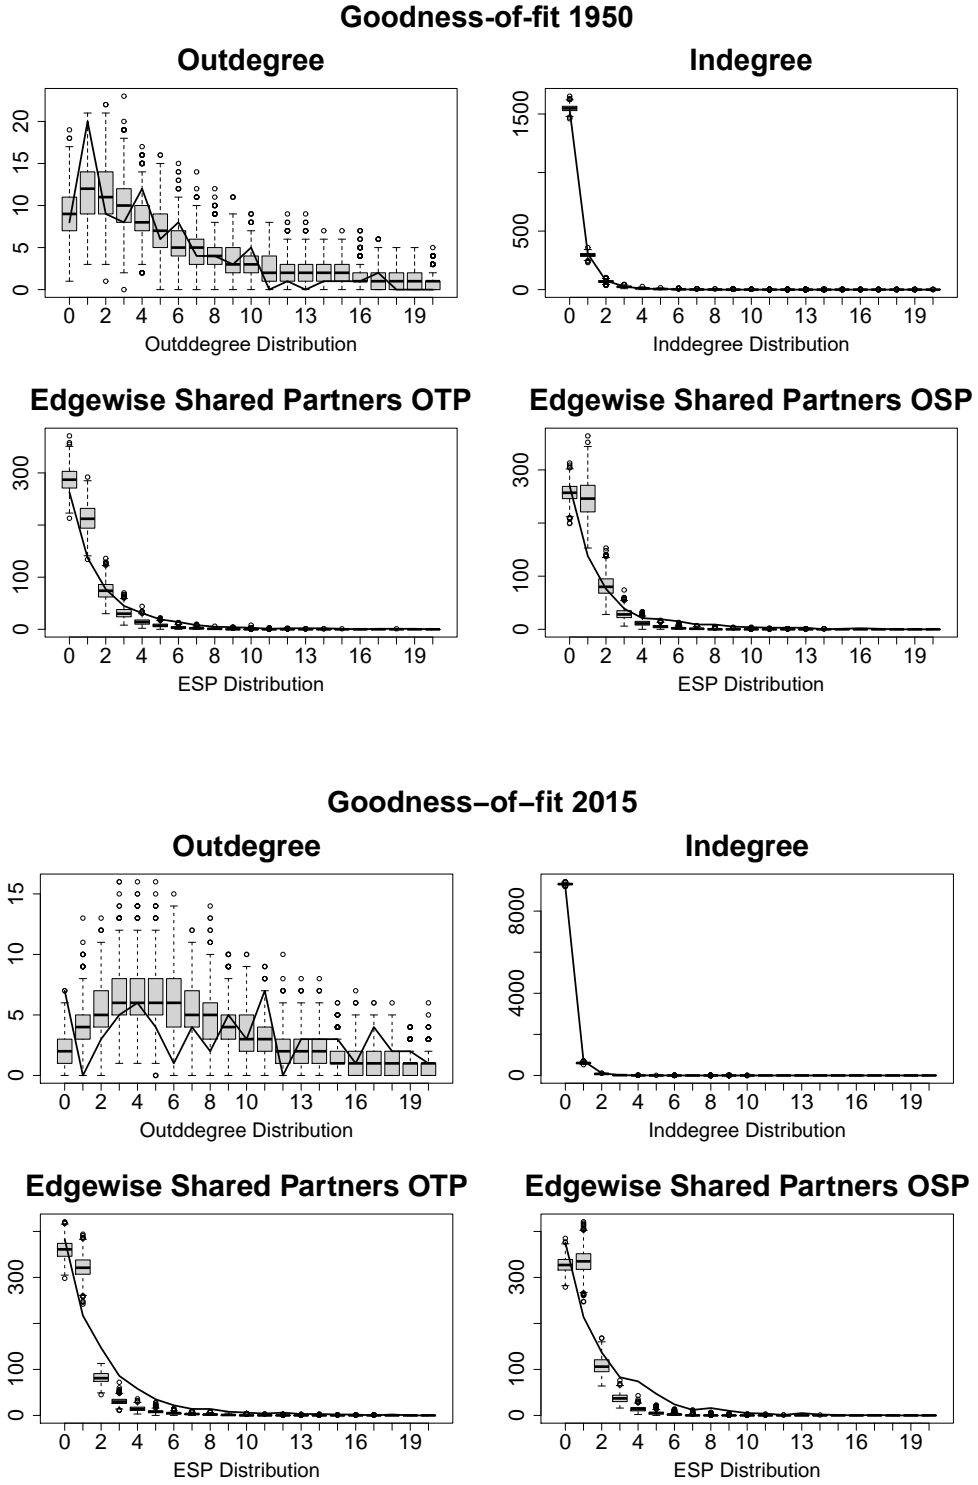 Goodness-of-fit 1950
Outdegree
Indegree
0 5 10 15 20
0 500 1500
0 2 4 6 8 10 13 16 19
0 2 4 6 8 10 13 16 19
Outddegree Distribution
Inddegree Distribution
Edgewise Shared Partners OTP
Edgewise Shared Partners OSP
0 100 300
0 100 300
0 2 4 6 8 10 13 16 19
0 2 4 6 8 10 13 16 19
ESP Distribution
ESP Distribution
Goodness−of−fit 2015
Outdegree
Indegree
0 5 10 15
0 4000 8000
0 2 4 6 8 10 13 16 19
0 2 4 6 8 10 13 16 19
Outddegree Distribution
Inddegree Distribution
Edgewise Shared Partners OTP
Edgewise Shared Partners OSP
0 100 300
0 100 300
0 2 4 6 8 10 13 16 19
0 2 4 6 8 10 13 16 19
ESP Distribution
ESP Distribution